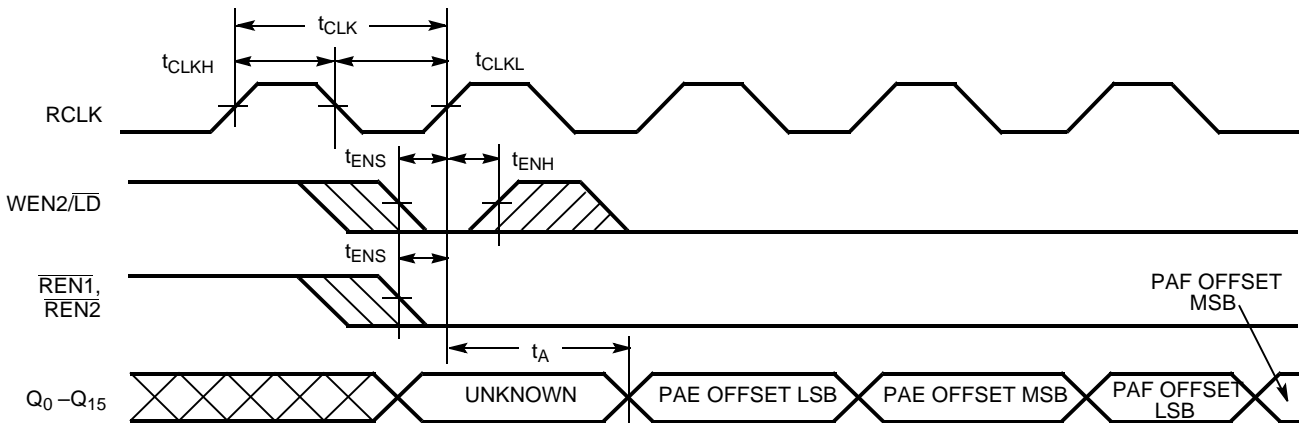 tCLK
tCLKH
tCLKL
RCLK
tENS
tENH
WEN2/LD
tENS
REN1,
REN2
PAF OFFSET
MSB
tA
Q0 –Q15
UNKNOWN
PAE OFFSET LSB
PAE OFFSET MSB
PAF OFFSET
LSB